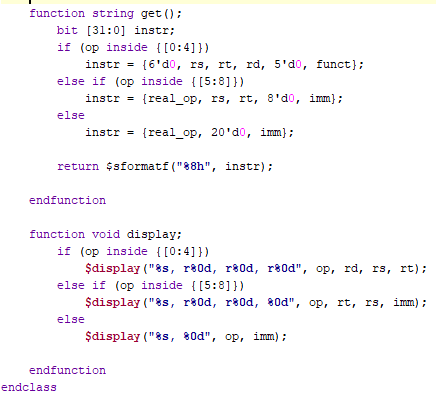 function string get();
bit [31:0] instr;
if (op inside {[0:4]})
instr = {6'd0, rs, rt, rd, 5'd0, funct};
else if (op inside {[5:8]})
instr = {real_op, rs, rt, 8'd0, imm};
else
instr = {real_op, 20'd0, imm};
return $sformatf("%8h", instr);
endfunction
function void display;
if (op inside {[0:4]})
$display("%s, r%0d, r%0d, r%0d", op, rd, rs, rt);
else if (op inside {[5:8]})
$display("%s, r%0d, r%0d, %0d", op, rt, rs, imm);
else
$display("%s, %0d", op, imm);
endfunction
endclass